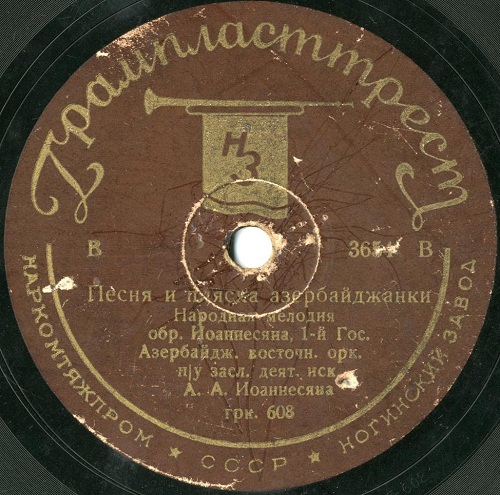 Грампласттрест
НЗ
В 3654 В
Песня и пляска азербайджанки
Народная мелодия
обр. Иоаннесяна, 1-й Гос.
Азербайдж. восточн. орк.
п/у засл. деят. иск.
А. А. Иоаннесяна
грк. 608
НАРКОМТЯЖПРОМ ★ СССР ★ НОГИНСКИЙ ЗАВОД